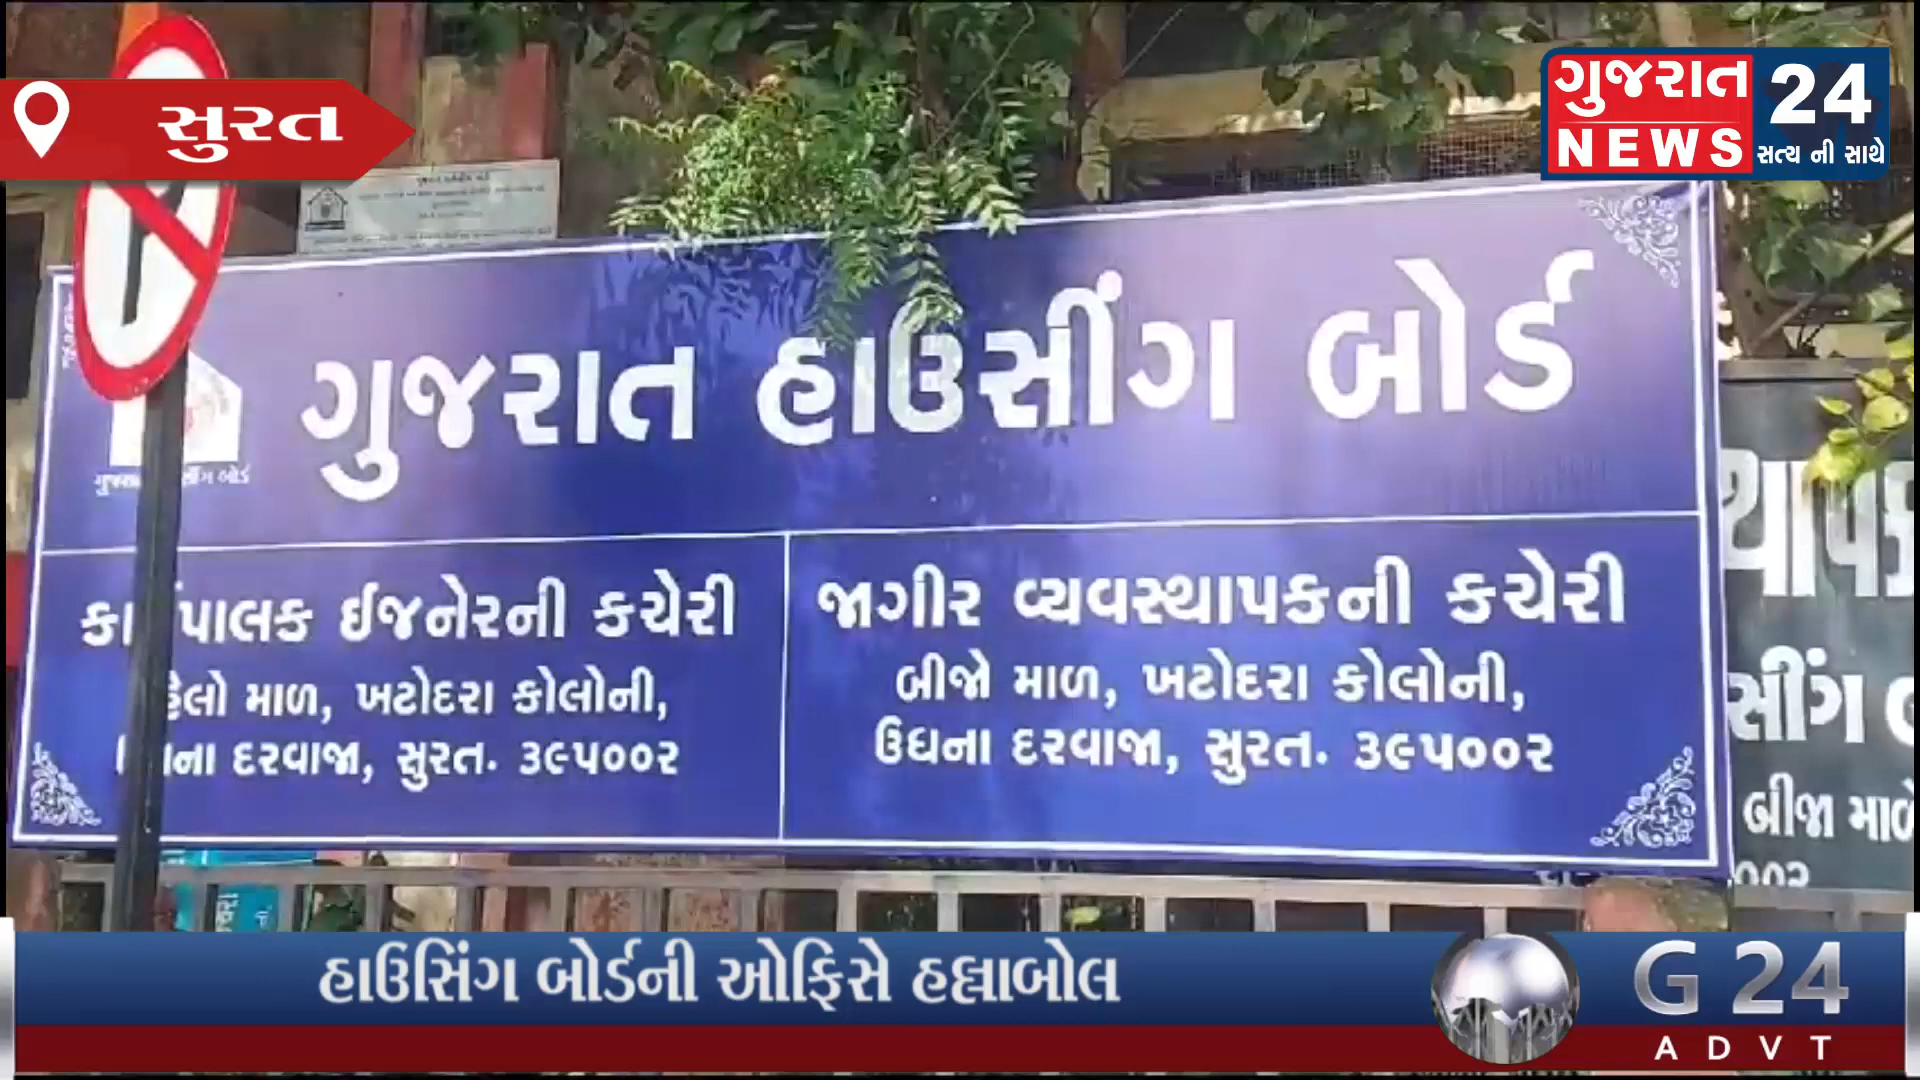 સુરત
ગુજરાત
NEWS
24
સત્ય ની સાથે
ગુજરાત હાઉસીંગ બોર્ડ
બોર્ડ
ઈજનેરની કચેરી
માળ, ખટોદરા કોલોની,
દરવાજા, સુરત. ૩૯૫૦૦૨
જાગીર વ્યવસ્થાપકની કચેરી
બીજો માળ, ખટોદરા કોલોની,
ઉધના દરવાજા, સુરત. ૩૯૫૦૦૨
બીજા
હાઉસિંગ બોર્ડની ઓફિસે હલ્લાબોલ
G 24
ADVT